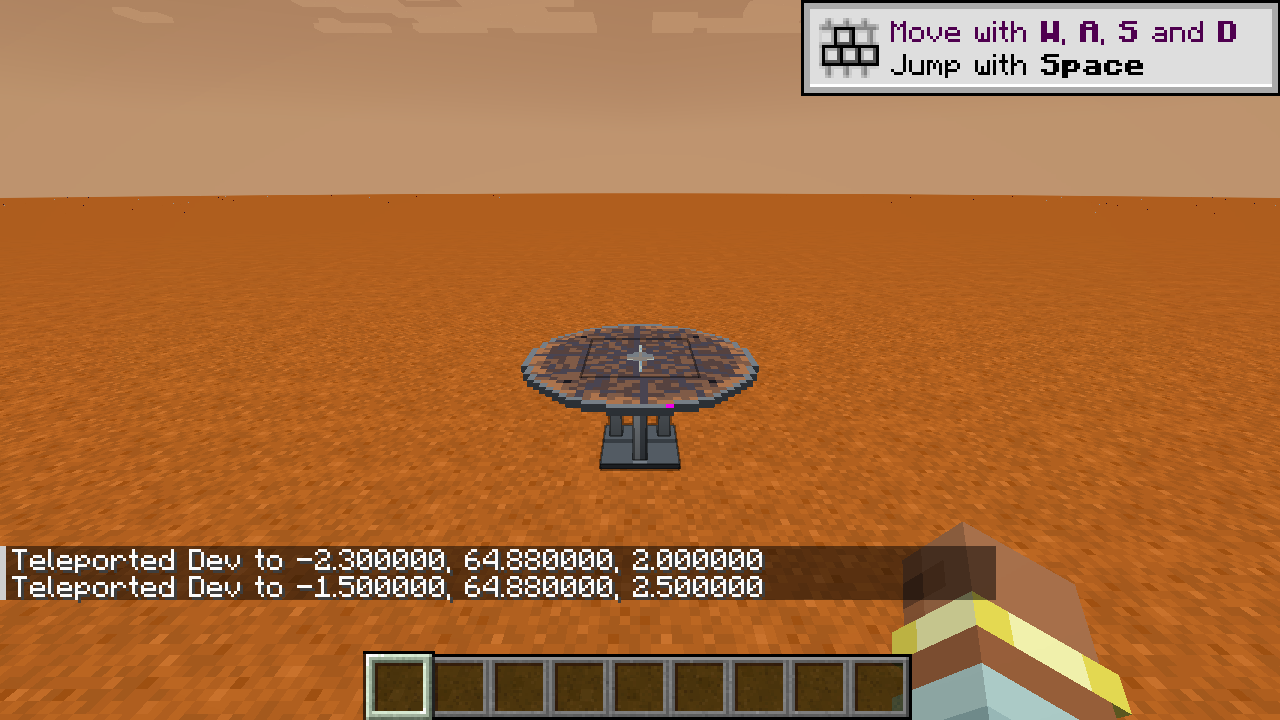 Move with W, A, S and D
Jump with Space
Teleported Dev to -2.300000, 64.880000, 2.000000
Teleported Dev to -1.500000, 64.880000, 2.500000